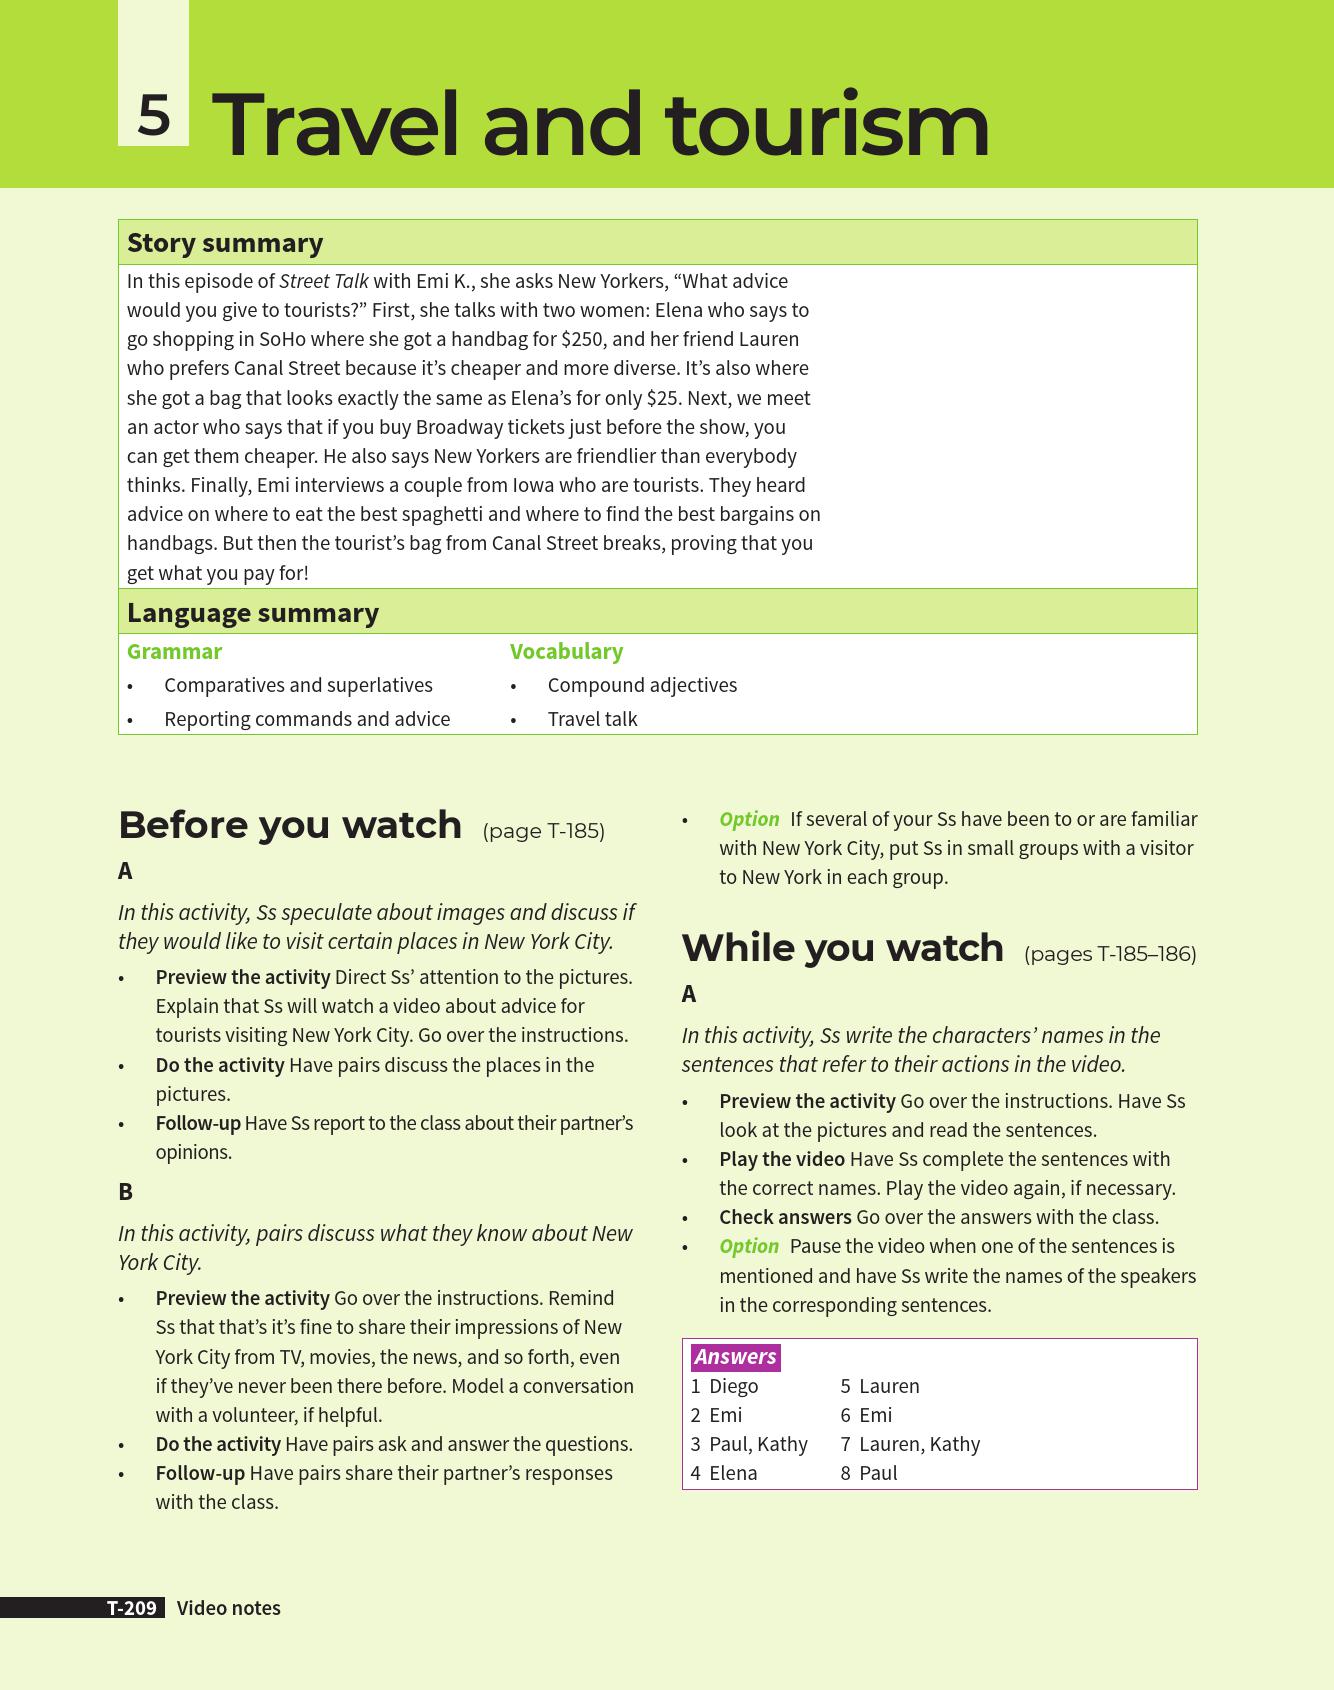 5 Travel and tourism
Story summary
In this episode of Street Talk with Emi K., she asks New Yorkers, “What advice
would you give to tourists?” First, she talks with two women: Elena who says to
go shopping in SoHo where she got a handbag for $250, and her friend Lauren
who prefers Canal Street because it’s cheaper and more diverse. It’s also where
she got a bag that looks exactly the same as Elena’s for only $25. Next, we meet
an actor who says that if you buy Broadway tickets just before the show, you
can get them cheaper. He also says New Yorkers are friendlier than everybody
thinks. Finally, Emi interviews a couple from Iowa who are tourists. They heard
advice on where to eat the best spaghetti and where to find the best bargains on
handbags. But then the tourist’s bag from Canal Street breaks, proving that you
get what you pay for!
Language summary
Grammar
• Comparatives and superlatives
• Reporting commands and advice
Vocabulary
• Compound adjectives
• Travel talk
Before you watch (page T-185)
A
In this activity, Ss speculate about images and discuss if
they would like to visit certain places in New York City.
• Preview the activity Direct Ss’ attention to the pictures.
Explain that Ss will watch a video about advice for
tourists visiting New York City. Go over the instructions.
• Do the activity Have pairs discuss the places in the
pictures.
• Follow-up Have Ss report to the class about their partner’s
opinions.
B
In this activity, pairs discuss what they know about New
York City.
• Preview the activity Go over the instructions. Remind
Ss that that’s it’s fine to share their impressions of New
York City from TV, movies, the news, and so forth, even
if they’ve never been there before. Model a conversation
with a volunteer, if helpful.
• Do the activity Have pairs ask and answer the questions.
• Follow-up Have pairs share their partner’s responses
with the class.
• Option If several of your Ss have been to or are familiar
with New York City, put Ss in small groups with a visitor
to New York in each group.
While you watch (pages T-185–186)
A
In this activity, Ss write the characters’ names in the
sentences that refer to their actions in the video.
• Preview the activity Go over the instructions. Have Ss
look at the pictures and read the sentences.
• Play the video Have Ss complete the sentences with
the correct names. Play the video again, if necessary.
• Check answers Go over the answers with the class.
• Option Pause the video when one of the sentences is
mentioned and have Ss write the names of the speakers
in the corresponding sentences.
Answers
1 Diego
2 Emi
3 Paul, Kathy
4 Elena
5 Lauren
6 Emi
7 Lauren, Kathy
8 Paul
T-209 Video notes